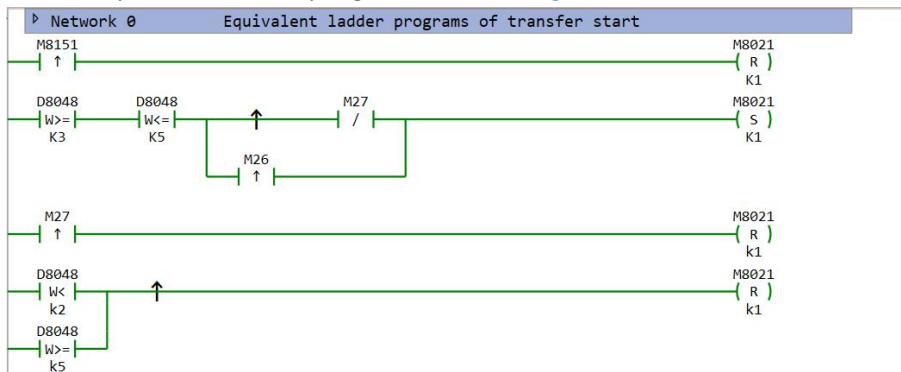 Network 0 Equivalent ladder programs of transfer start
M8151 M8021
↑ R
K1
D8048 D8048 M27 M8021
W>= W<= ↑ / S
K3 K5 K1
M26
↑
M27 M8021
↑ R
k1
D8048 M8021
W< ↑ R
k2 k1
D8048
W>=
k5